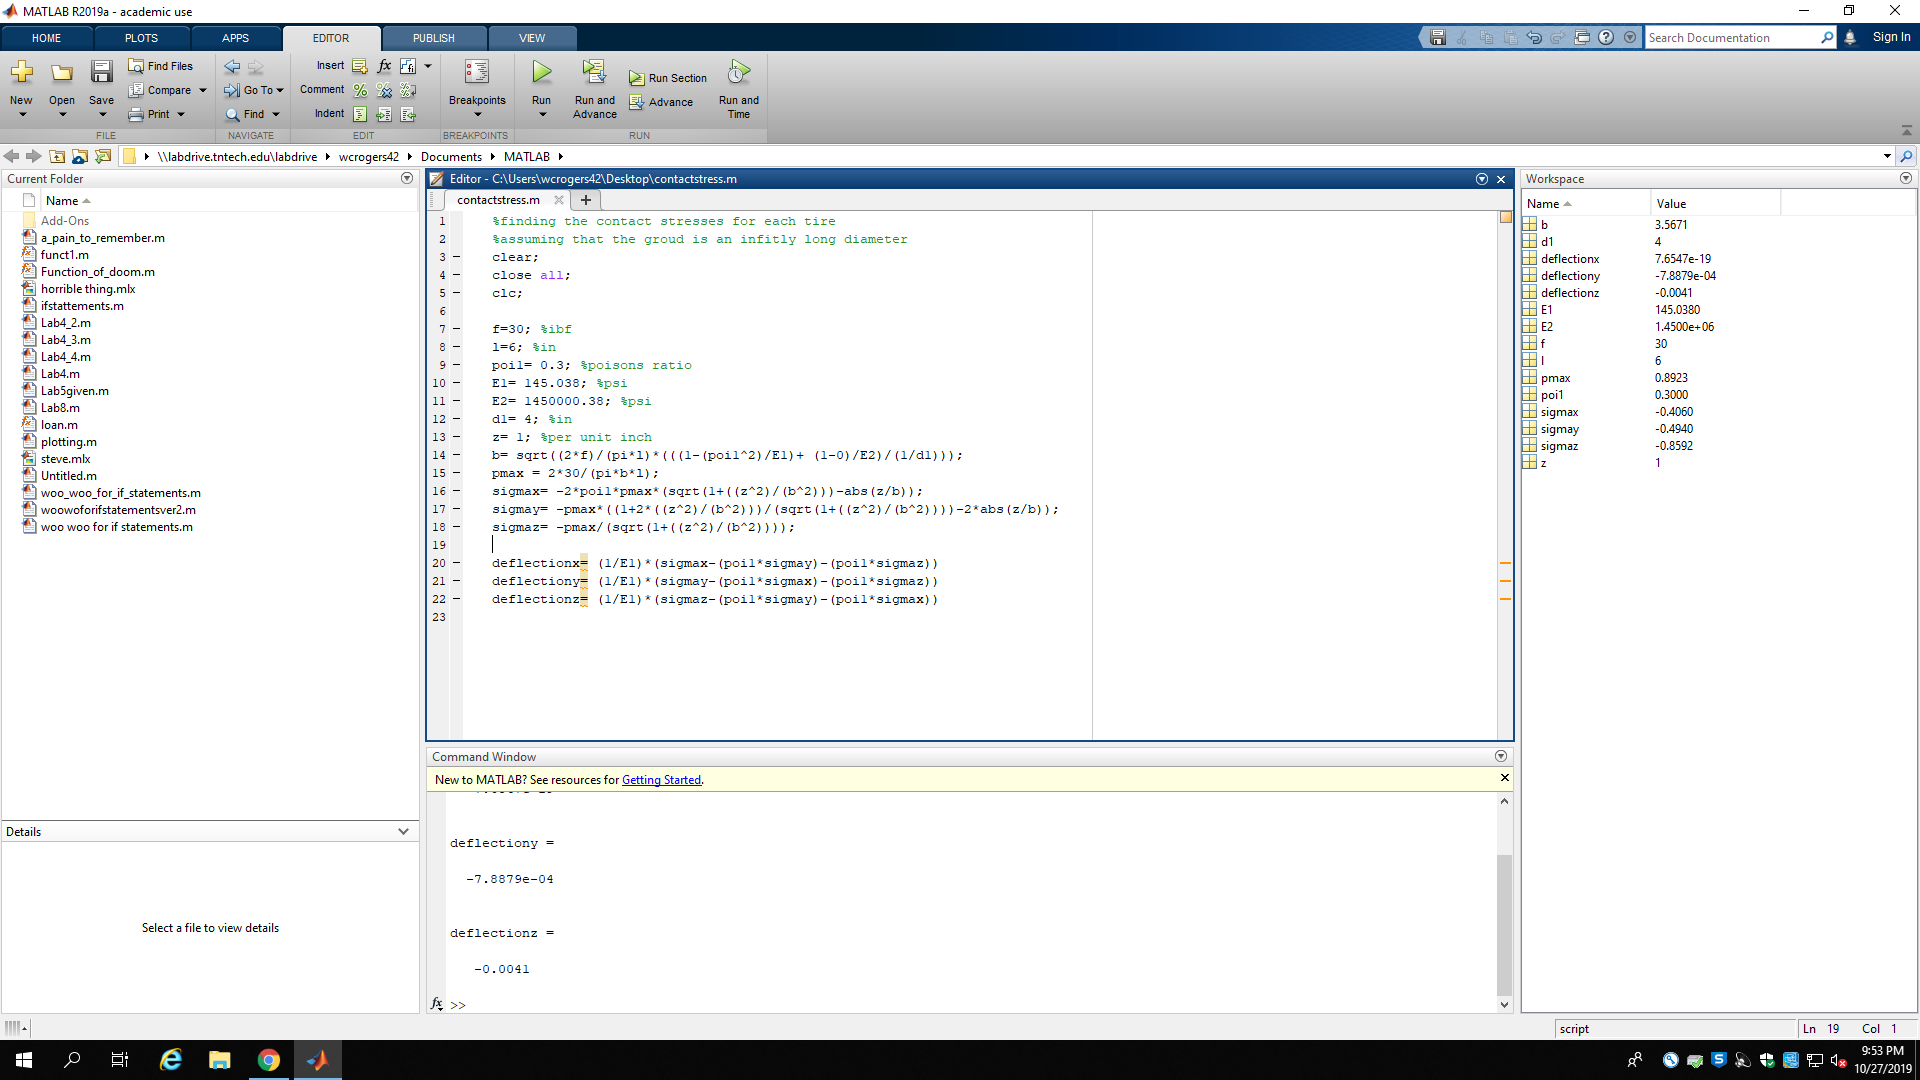 MATLAB R2019a - academic use
HOME PLOTS APPS EDITOR PUBLISH VIEW
Search Documentation
Sign In
New
Open
Save
Find Files
Compare
Print
FILE
Go To
Find
NAVIGATE
Insert
Comment
Indent
EDIT
Breakpoints
BREAKPOINTS
Run
Run and Advance
Run Section
Advance
Run and Time
RUN
\\labdrive.tntech.edu\labdrive wcrogers42 Documents MATLAB
Current Folder
Name
Add-Ons
a_pain_to_remember.m
funct1.m
Function_of_doom.m
horrible thing.mlx
ifstattements.m
Lab4_2.m
Lab4_3.m
Lab4_4.m
Lab4.m
Lab5given.m
Lab8.m
loan.m
plotting.m
steve.mlx
Untitled.m
woo_woo_for_if_statements.m
woowoforifstatementsver2.m
woo woo for if statements.m
Details
Select a file to view details
Editor - C:\Users\wcrogers42\Desktop\contactstress.m
contactstress.m
1 %finding the contact stresses for each tire
2 %assuming that the groud is an infitly long diameter
3 clear;
4 close all;
5 clc;
6
7 f=30; %ibf
8 l=6; %in
9 poi1= 0.3; %poisons ratio
10 E1= 145.038; %psi
11 E2= 1450000.38; %psi
12 d1= 4; %in
13 z= 1; %per unit inch
14 b= sqrt((2*f)/(pi*l)*(((1-(poi1^2)/E1)+ (1-0)/E2)/(1/d1)));
15 pmax = 2*30/(pi*b*l);
16 sigmax= -2*poi1*pmax*(sqrt(1+((z^2)/(b^2)))-abs(z/b));
17 sigmay= -pmax*((1+2*((z^2)/(b^2)))/(sqrt(1+((z^2)/(b^2))))-2*abs(z/b));
18 sigmaz= -pmax/(sqrt(1+((z^2)/(b^2))));
19
20 deflectionx= (1/E1)*(sigmax-(poi1*sigmay)-(poi1*sigmaz))
21 deflectiony= (1/E1)*(sigmay-(poi1*sigmax)-(poi1*sigmaz))
22 deflectionz= (1/E1)*(sigmaz-(poi1*sigmay)-(poi1*sigmax))
23
Command Window
New to MATLAB? See resources for Getting Started.
deflectiony =
-7.8879e-04
deflectionz =
-0.0041
fx >>
Workspace
Name Value
b 3.5671
d1 4
deflectionx 7.6547e-19
deflectiony -7.8879e-04
deflectionz -0.0041
E1 145.0380
E2 1.4500e+06
f 30
l 6
pmax 0.8923
poi1 0.3000
sigmax -0.4060
sigmay -0.4940
sigmaz -0.8592
z 1
script
Ln 19 Col 1
9:53 PM
10/27/2019